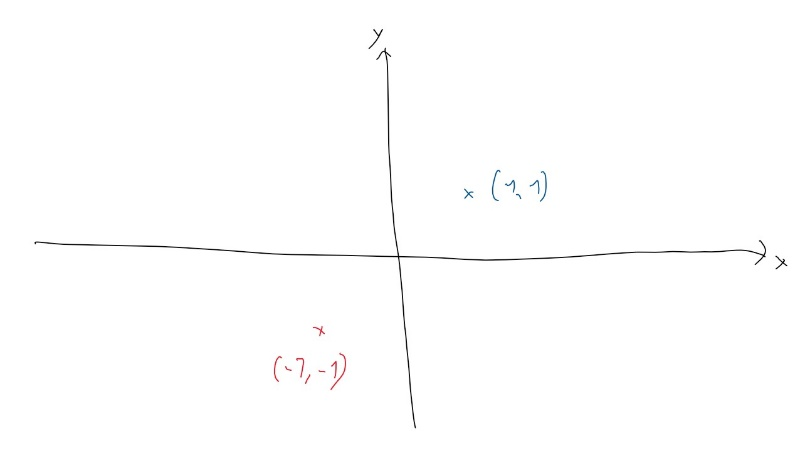 y
(1, 1)
x
(-1, -1)